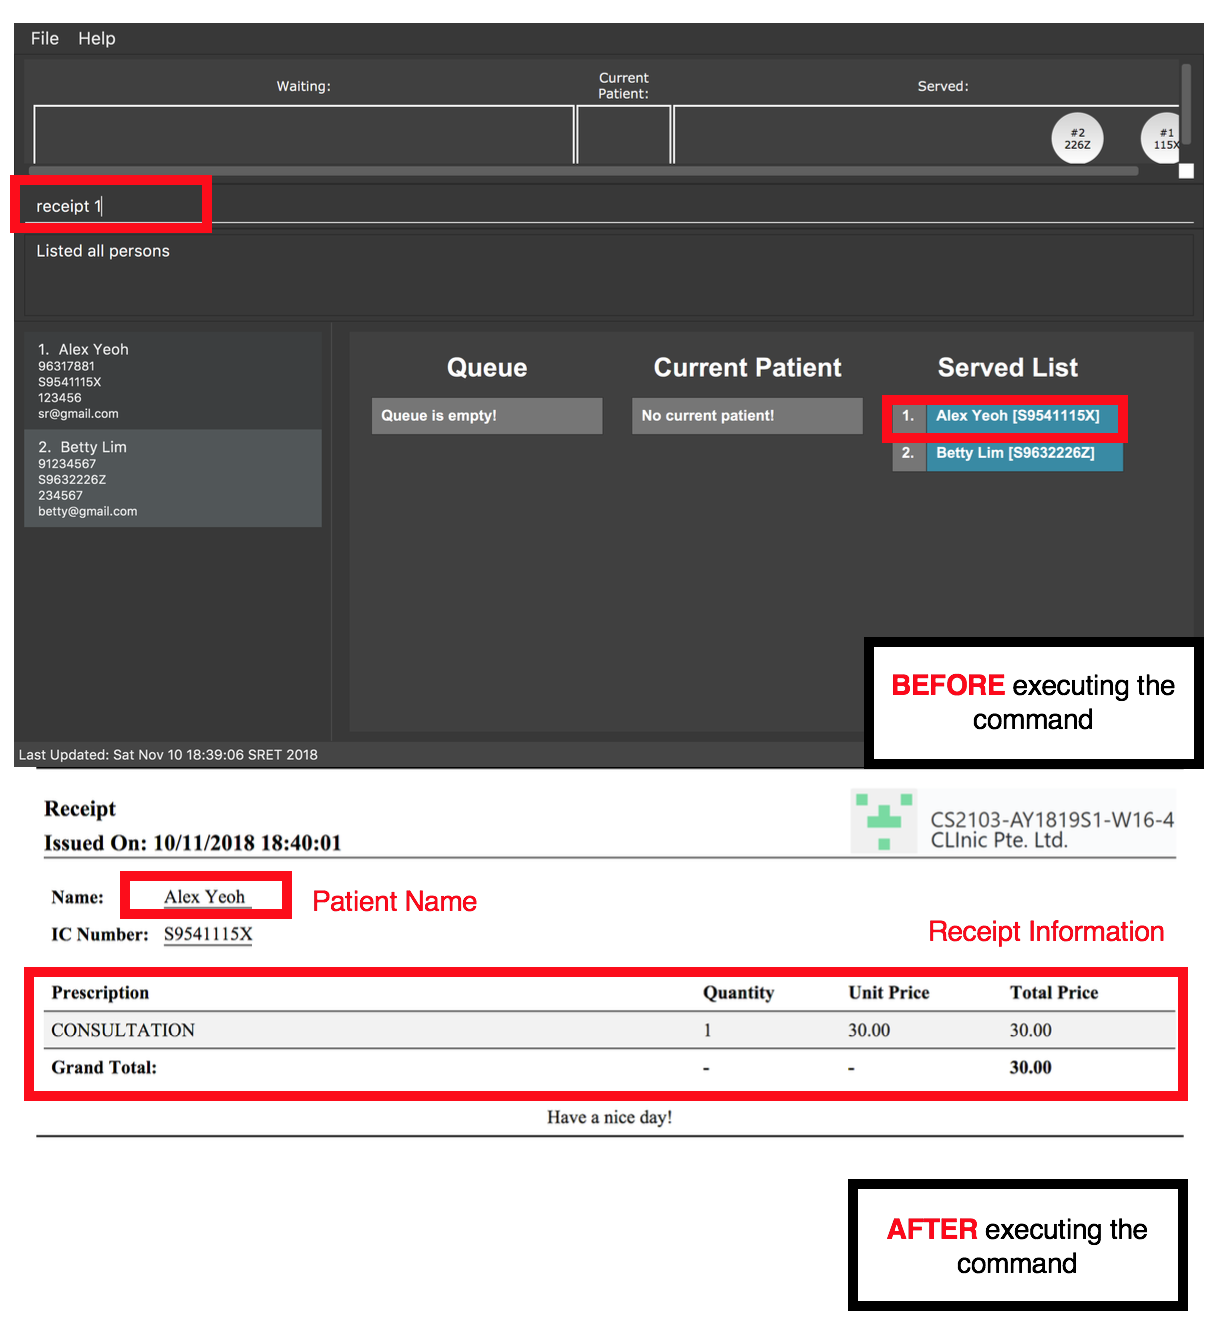 File Help
Waiting:
Current
Patient:
Served:
#2
226Z
#1
115X
receipt 1
Listed all persons
1. Alex Yeoh
96317881
S9541115X
123456
sr@gmail.com
2. Betty Lim
91234567
S9632226Z
234567
betty@gmail.com
Queue
Queue is empty!
Current Patient
No current patient!
Served List
1. Alex Yeoh [S9541115X]
2. Betty Lim [S9632226Z]
BEFORE executing the
command
Last Updated: Sat Nov 10 18:39:06 SRET 2018
Receipt
Issued On: 10/11/2018 18:40:01
CS2103-AY1819S1-W16-4
CLInic Pte. Ltd.
Name: Alex Yeoh Patient Name
IC Number: S9541115X
Receipt Information
Prescription Quantity Unit Price Total Price
CONSULTATION 1 30.00 30.00
Grand Total: - - 30.00
Have a nice day!
AFTER executing the
command